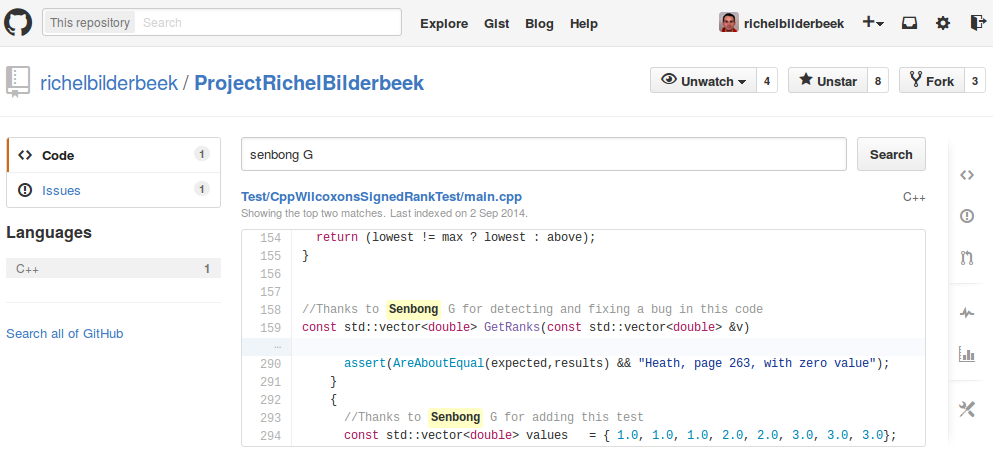 This repository Search Explore Gist Blog Help richelbilderbeek
richelbilderbeek / ProjectRichelBilderbeek Unwatch 4 Unstar 8 Fork 3
Code 1
Issues 1
Languages
C++ 1
Search all of GitHub
senbong G Search
Test/CppWilcoxonsSignedRankTest/main.cpp C++
Showing the top two matches. Last indexed on 2 Sep 2014.
154 return (lowest != max ? lowest : above);
155 }
156
157
158 //Thanks to Senbong G for detecting and fixing a bug in this code
159 const std::vector<double> GetRanks(const std::vector<double> &v)
…
290 assert(AreAboutEqual(expected,results) && "Heath, page 263, with zero value");
291 }
292 {
293 //Thanks to Senbong G for adding this test
294 const std::vector<double> values = { 1.0, 1.0, 1.0, 2.0, 2.0, 3.0, 3.0, 3.0};